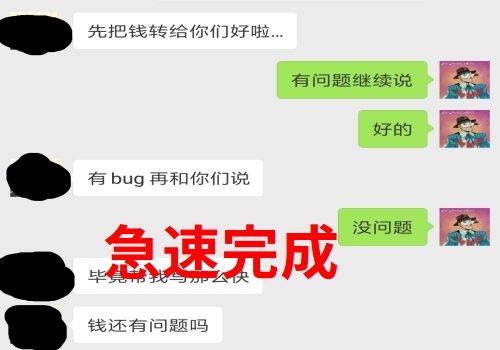 先把钱转给你们好啦...
有问题继续说
好的
有 bug 再和你们说
没问题
急速完成
毕竟帮我写那么快
钱还有问题吗